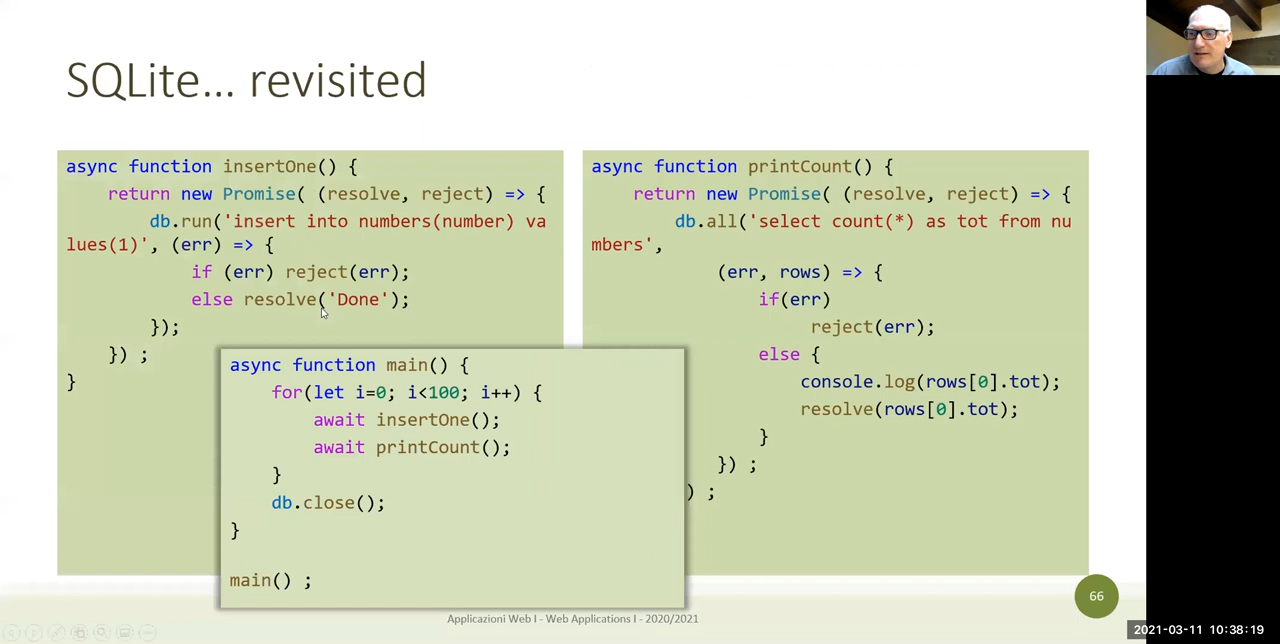 SQLite... revisited
async function insertOne() {
return new Promise( (resolve, reject) => {
db.run('insert into numbers(number) va
lues(1)', (err) => {
if (err) reject(err);
else resolve('Done');
});
}) ;
}
async function printCount() {
return new Promise( (resolve, reject) => {
db.all('select count(*) as tot from nu
mbers',
(err, rows) => {
if(err)
reject(err);
else {
console.log(rows[0].tot);
resolve(rows[0].tot);
}
}) ;
) ;
async function main() {
for(let i=0; i<100; i++) {
await insertOne();
await printCount();
}
db.close();
}
main() ;
66
Applicazioni Web I - Web Applications I - 2020/2021
2021-03-11 10:38:19